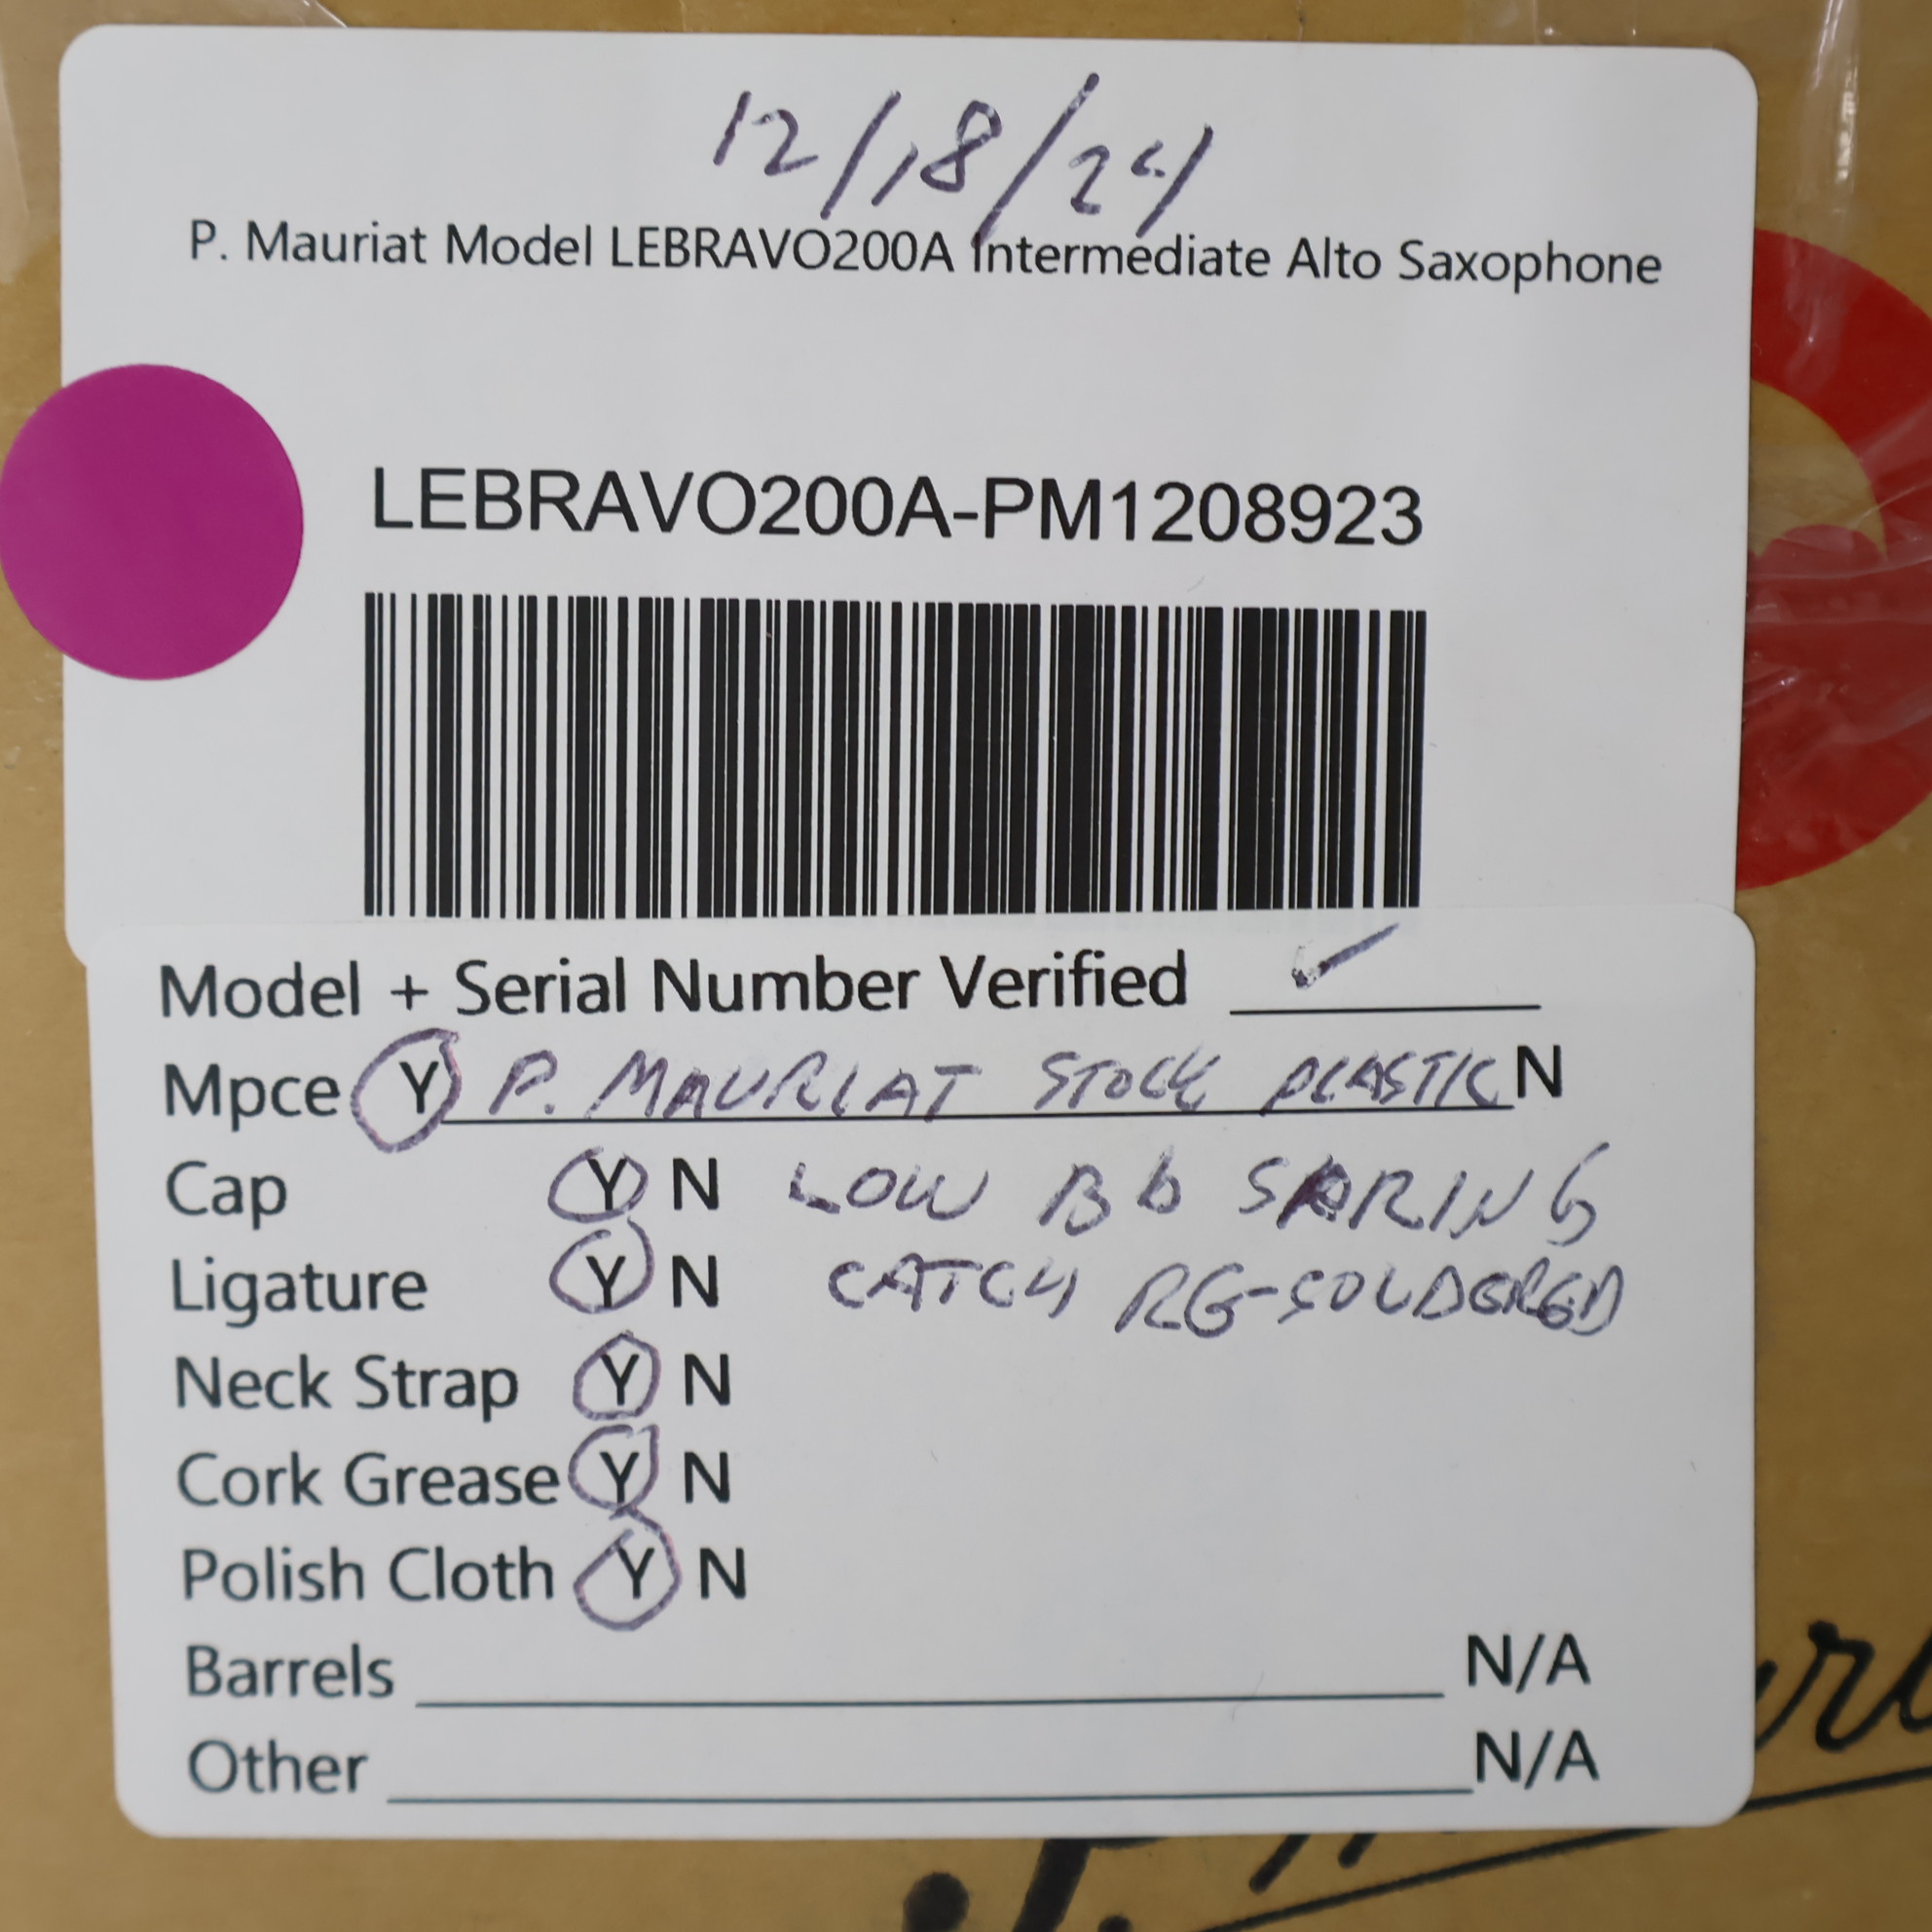 12/18/24
P. Mauriat Model LEBRAVO200A Intermediate Alto Saxophone
LEBRAVO200A-PM1208923
Model + Serial Number Verified ✓
Mpce Y P. MAURIAT STOCK PLASTIC N
Cap Y N LOW Bb SPRING
Ligature Y N CATCH RE-SOLDERED
Neck Strap Y N
Cork Grease Y N
Polish Cloth Y N
Barrels N/A
Other N/A